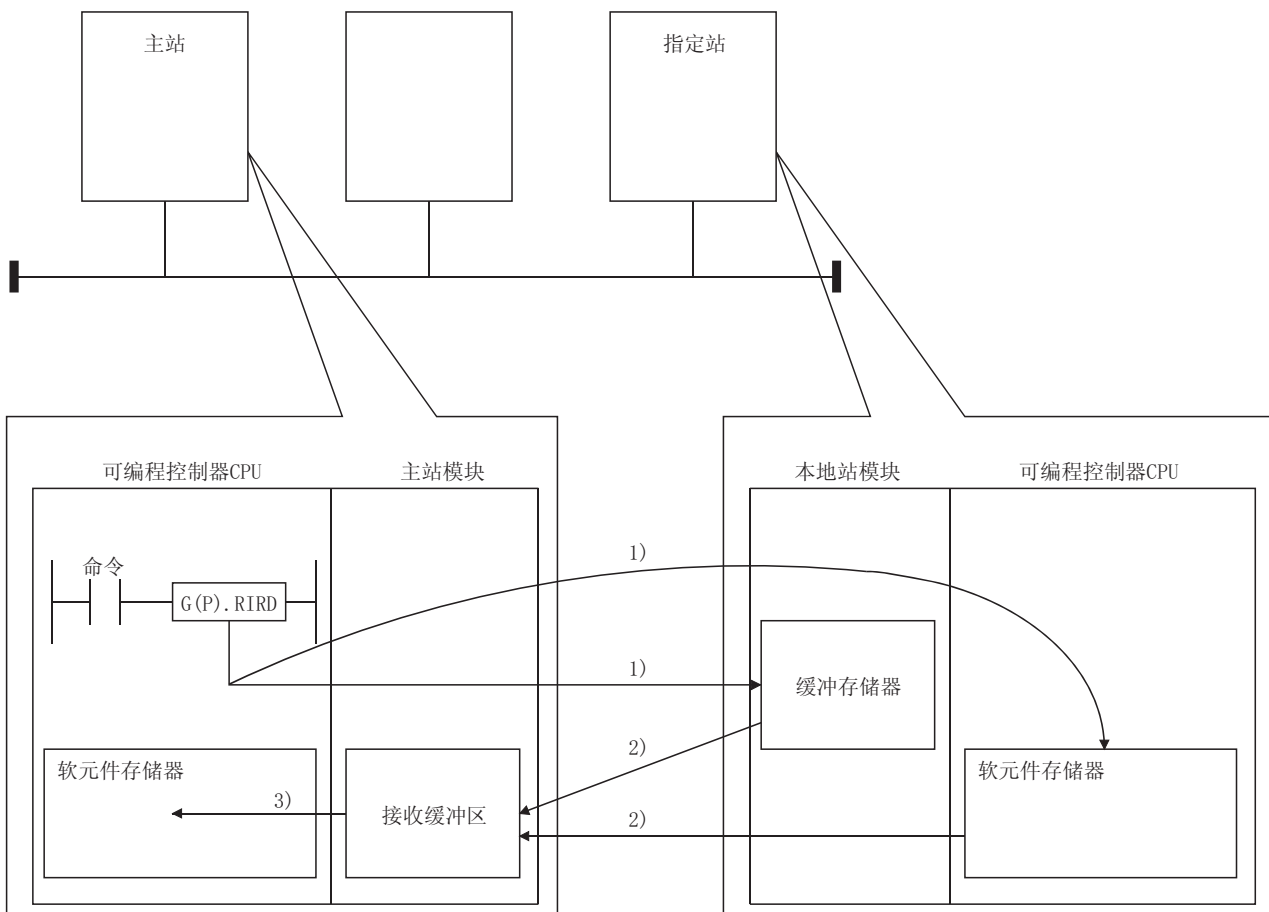 主站
指定站
可编程控制器CPU
主站模块
本地站模块
可编程控制器CPU
命令
G(P).RIRD
1)
1)
缓冲存储器
2)
软元件存储器
3)
接收缓冲区
2)
软元件存储器